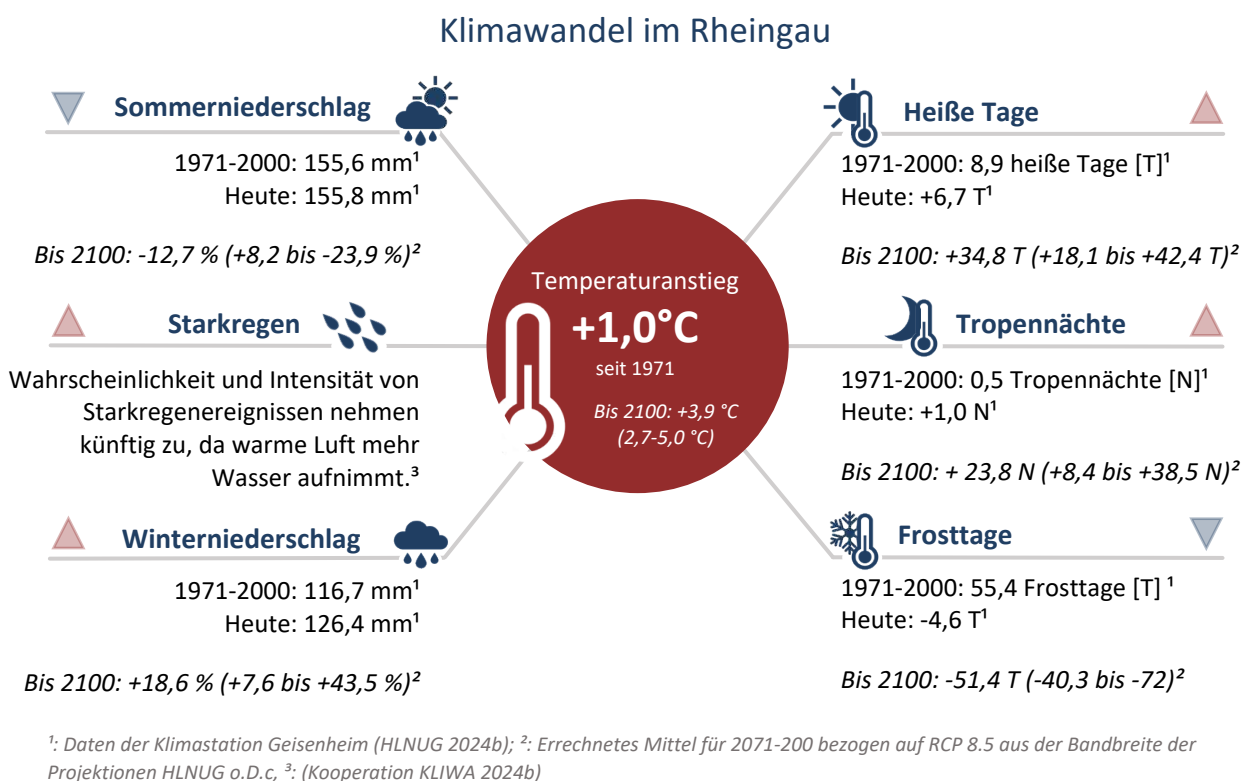 Klimawandel im Rheingau
Sommerniederschlag
1971-2000: 155,6 mm¹
Heute: 155,8 mm¹
Bis 2100: -12,7 % (+8,2 bis -23,9 %)²
Starkregen
Wahrscheinlichkeit und Intensität von
Starkregenereignissen nehmen
künftig zu, da warme Luft mehr
Wasser aufnimmt.³
Winterniederschlag
1971-2000: 116,7 mm¹
Heute: 126,4 mm¹
Bis 2100: +18,6 % (+7,6 bis +43,5 %)²
Temperaturanstieg
+1,0°C
seit 1971
Bis 2100: +3,9 °C
(2,7-5,0 °C)
Heiße Tage
1971-2000: 8,9 heiße Tage [T]¹
Heute: +6,7 T¹
Bis 2100: +34,8 T (+18,1 bis +42,4 T)²
Tropennächte
1971-2000: 0,5 Tropennächte [N]¹
Heute: +1,0 N¹
Bis 2100: + 23,8 N (+8,4 bis +38,5 N)²
Frosttage
1971-2000: 55,4 Frosttage [T] ¹
Heute: -4,6 T¹
Bis 2100: -51,4 T (-40,3 bis -72)²
¹: Daten der Klimastation Geisenheim (HLNUG 2024b); ²: Errechnetes Mittel für 2071-200 bezogen auf RCP 8.5 aus der Bandbreite der
Projektionen HLNUG o.D.c, ³: (Kooperation KLIWA 2024b)